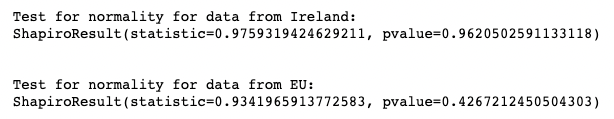 Test for normality for data from Ireland:
ShapiroResult(statistic=0.9759319424629211, pvalue=0.9620502591133118)
Test for normality for data from EU:
ShapiroResult(statistic=0.9341965913772583, pvalue=0.4267212450504303)